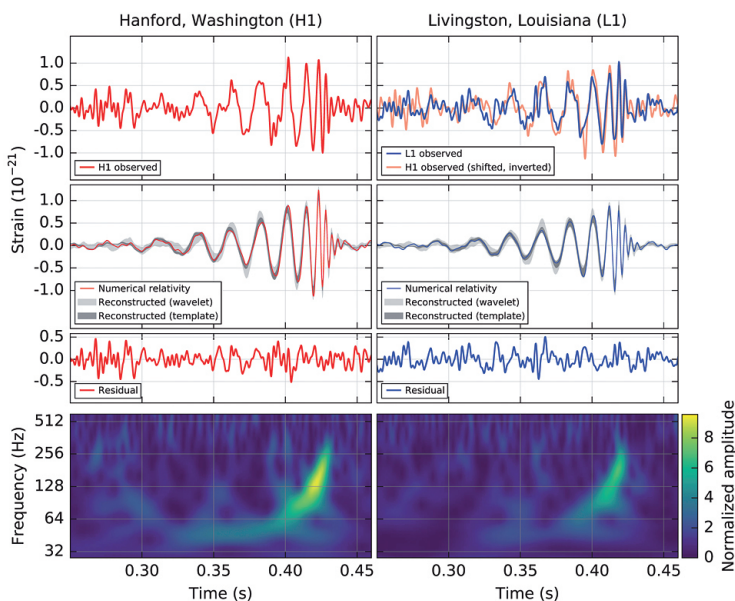 Hanford, Washington (H1)
Livingston, Louisiana (L1)
Strain (10⁻²¹)
1.0
0.5
0.0
-0.5
-1.0
H1 observed
L1 observed
H1 observed (shifted, inverted)
1.0
0.5
0.0
-0.5
-1.0
Numerical relativity
Reconstructed (wavelet)
Reconstructed (template)
Numerical relativity
Reconstructed (wavelet)
Reconstructed (template)
0.5
0.0
-0.5
Residual
Residual
Frequency (Hz)
512
256
128
64
32
0.30
0.35
0.40
0.45
Time (s)
0.30
0.35
0.40
0.45
Time (s)
8
6
4
2
0
Normalized amplitude